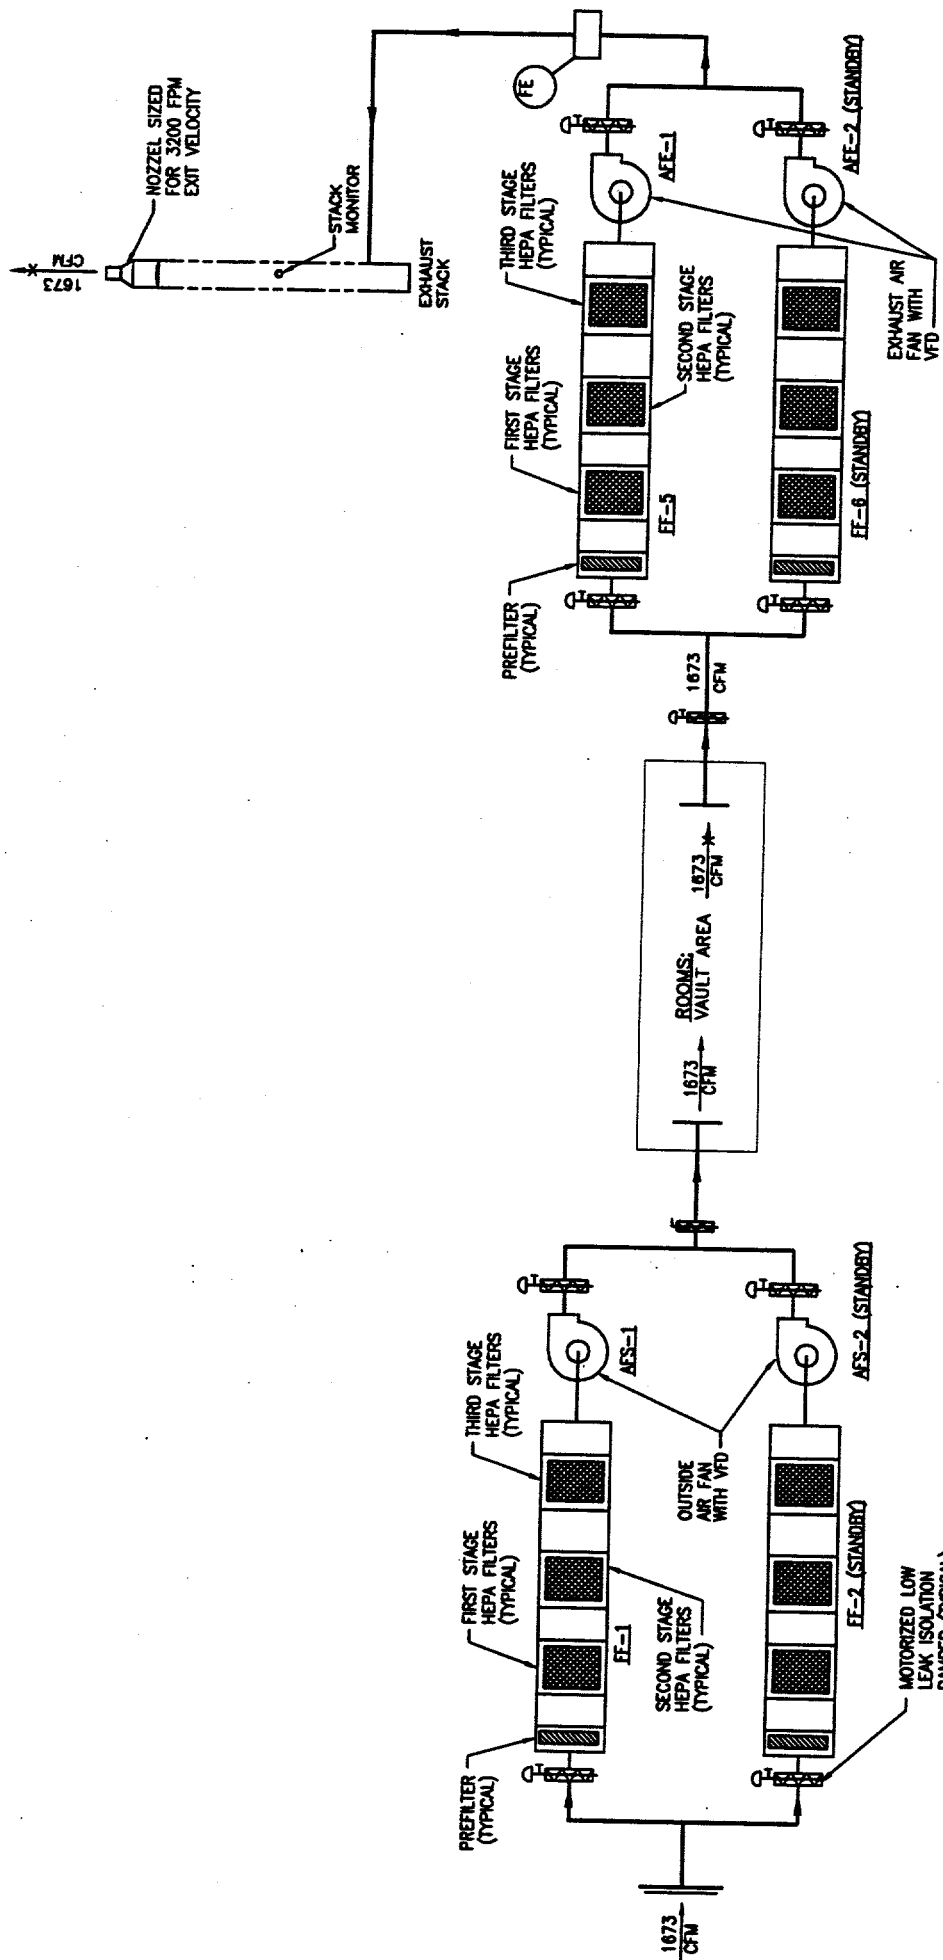 1673
CFM
PREFILTER
(TYPICAL)
FIRST STAGE
HEPA FILTERS
(TYPICAL)
THIRD STAGE
HEPA FILTERS
(TYPICAL)
FF-1
SECOND STAGE
HEPA FILTERS
(TYPICAL)
AFS-1
OUTSIDE
AIR FAN
WITH VFD
FF-2 (STANDBY)
AFS-2 (STANDBY)
MOTORIZED LOW
LEAK ISOLATION
DAMPER (TYPICAL)
1673
CFM
ROOMS:
VAULT AREA
1673
CFM
1673
CFM
PREFILTER
(TYPICAL)
FIRST STAGE
HEPA FILTERS
(TYPICAL)
THIRD STAGE
HEPA FILTERS
(TYPICAL)
FF-5
SECOND STAGE
HEPA FILTERS
(TYPICAL)
AFE-1
FF-6 (STANDBY)
AFE-2 (STANDBY)
EXHAUST AIR
FAN WITH
VFD
FE
EXHAUST
STACK
STACK
MONITOR
NOZZEL SIZED
FOR 3200 FPM
EXIT VELOCITY
1673
CFM